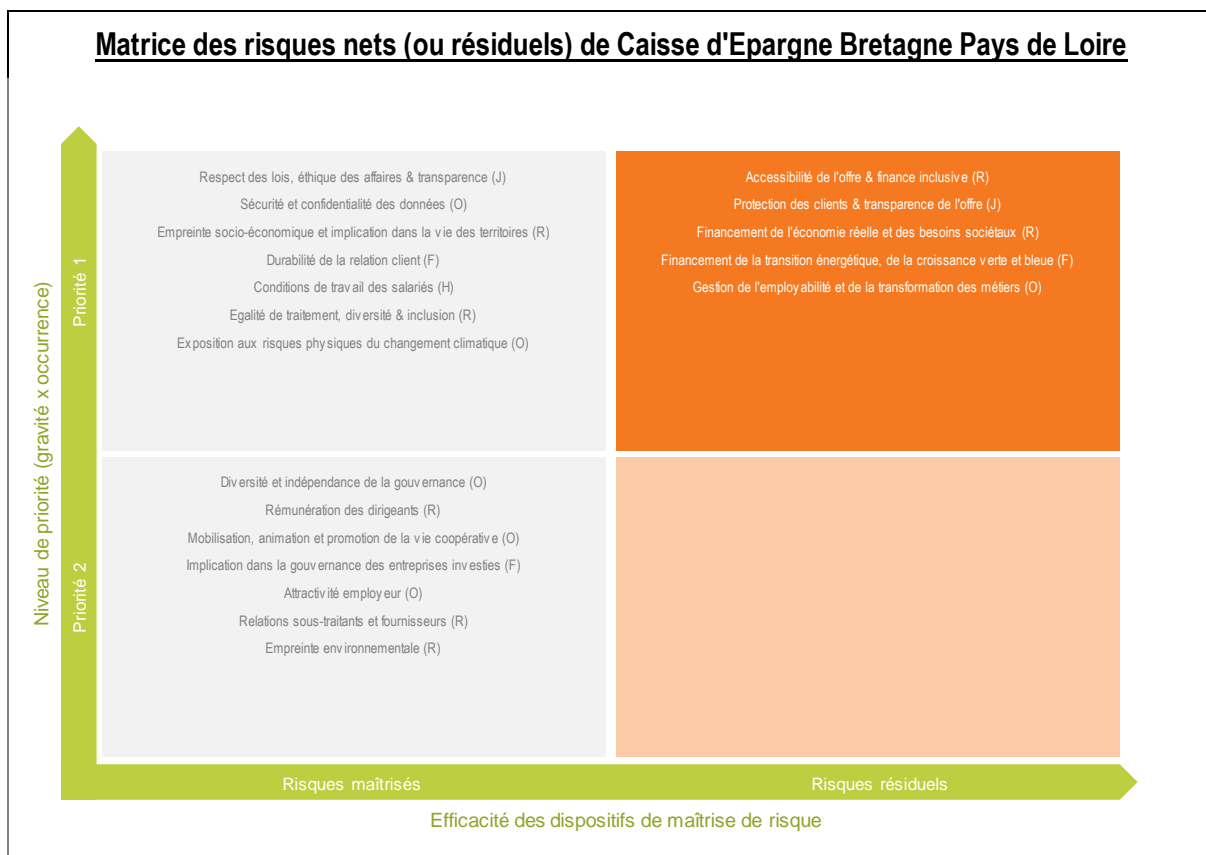 Matrice des risques nets (ou résiduels) de Caisse d'Epargne Bretagne Pays de Loire
Niveau de priorité (gravité x occurrence)
Priorité 1
Respect des lois, éthique des affaires & transparence (J)
Sécurité et confidentialité des données (O)
Empreinte socio-économique et implication dans la vie des territoires (R)
Durabilité de la relation client (F)
Conditions de travail des salariés (H)
Egalité de traitement, diversité & inclusion (R)
Exposition aux risques physiques du changement climatique (O)
Accessibilité de l'offre & finance inclusive (R)
Protection des clients & transparence de l'offre (J)
Financement de l'économie réelle et des besoins sociétaux (R)
Financement de la transition énergétique, de la croissance verte et bleue (F)
Gestion de l'employabilité et de la transformation des métiers (O)
Priorité 2
Diversité et indépendance de la gouvernance (O)
Rémunération des dirigeants (R)
Mobilisation, animation et promotion de la vie coopérative (O)
Implication dans la gouvernance des entreprises investies (F)
Attractivité employeur (O)
Relations sous-traitants et fournisseurs (R)
Empreinte environnementale (R)
Risques maîtrisés
Risques résiduels
Efficacité des dispositifs de maîtrise de risque